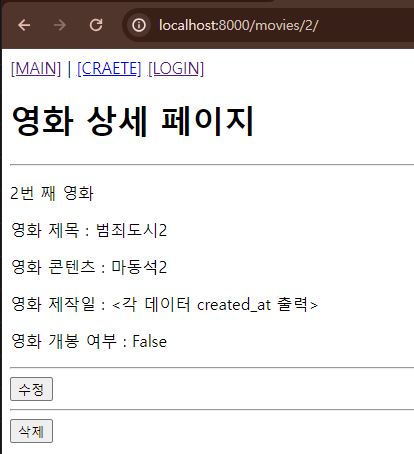 localhost:8000/movies/2/
[MAIN] | [CRAETE] [LOGIN]
영화 상세 페이지
2번 째 영화
영화 제목 : 범죄도시2
영화 콘텐츠 : 마동석2
영화 제작일 : <각 데이터 created_at 출력>
영화 개봉 여부 : False
수정
삭제